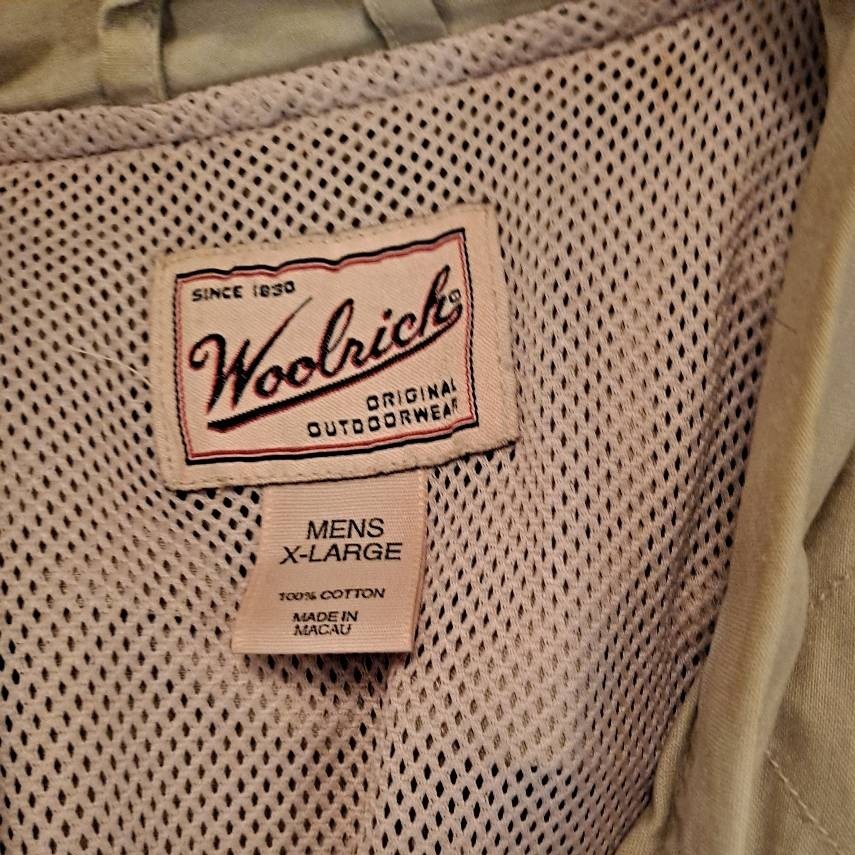 SINCE 1830
Woolrich®
ORIGINAL
OUTDOORWEAR
MENS
X-LARGE
100% COTTON
MADE IN
MACAU